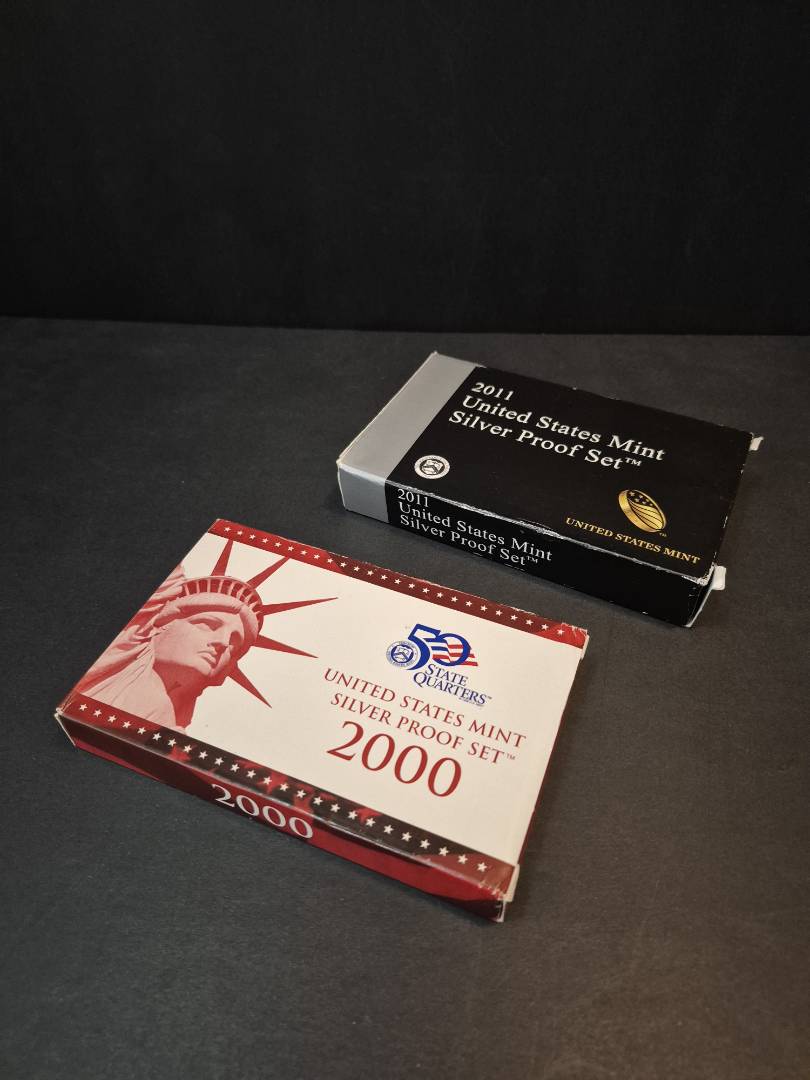 2011
United States Mint
Silver Proof Set™
UNITED STATES MINT
2011
United States Mint
Silver Proof Set™
50
STATE
QUARTERS™
UNITED STATES MINT
SILVER PROOF SET™
2000
2000